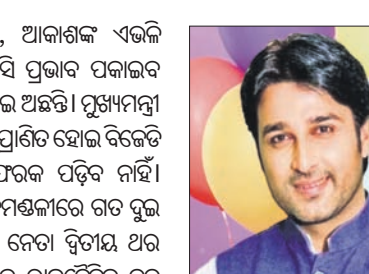 , ଆକାଶଙ୍କ ଏଭଳି
ସି ପ୍ରଭାବ ପକାଇବ
ଇ ଅଛନ୍ତି। ମୁଖ୍ୟମନ୍ତ୍ରୀ
ପ୍ରାଣିତ ହୋଇ ବିଜେଡି
ଫରକ ପଡ଼ିବ ନାହିଁ।
ମଣ୍ଡଳୀରେ ଗତ ଦୁଇ
ନେତା ଦ୍ୱିତୀୟ ଥର